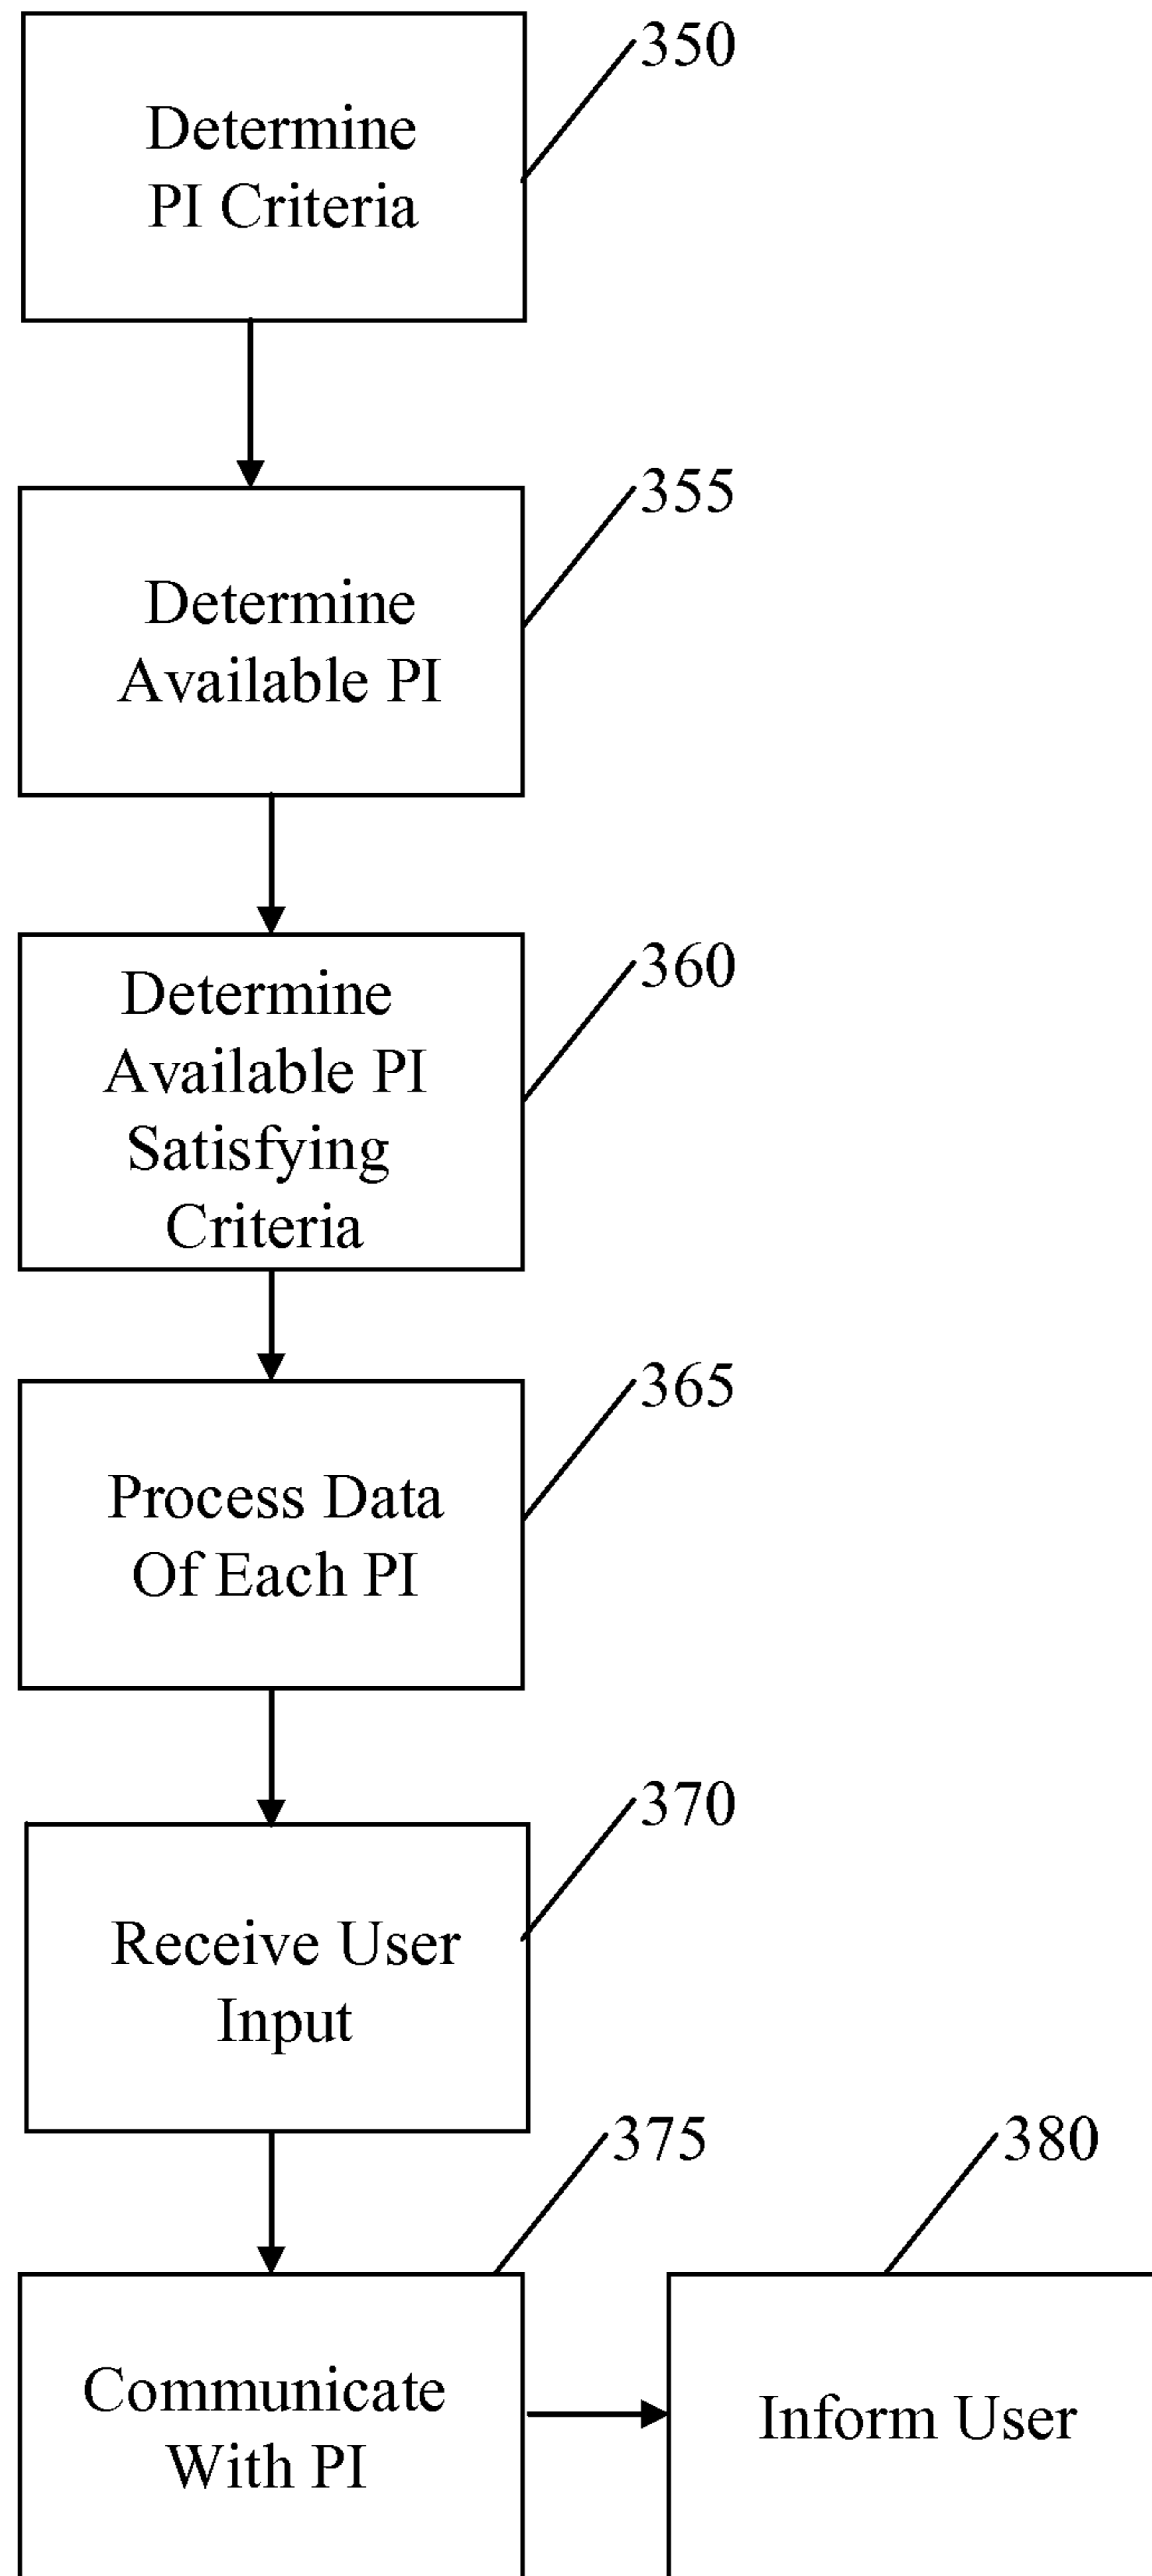 350
Determine
PI Criteria
355
Determine
Available PI
360
Determine
Available PI
Satisfying
Criteria
365
Process Data
Of Each PI
370
Receive User
Input
375
380
Communicate
With PI
Inform User